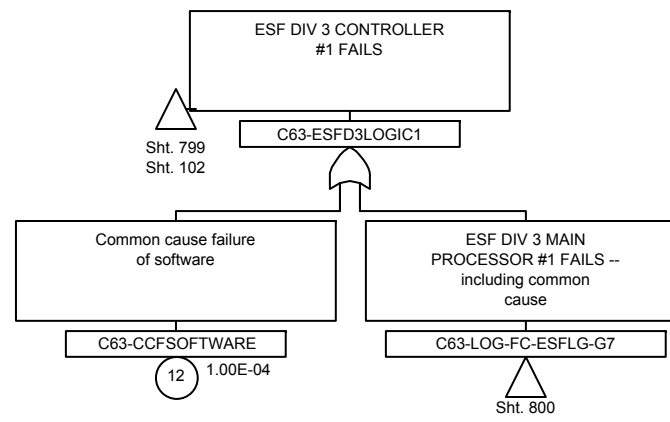 ESF DIV 3 CONTROLLER
#1 FAILS
Sht. 799
Sht. 102
C63-ESFD3LOGIC1
Common cause failure
of software
C63-CCFSOFTWARE
12
1.00E-04
ESF DIV 3 MAIN
PROCESSOR #1 FAILS --
including common
cause
C63-LOG-FC-ESFLG-G7
Sht. 800